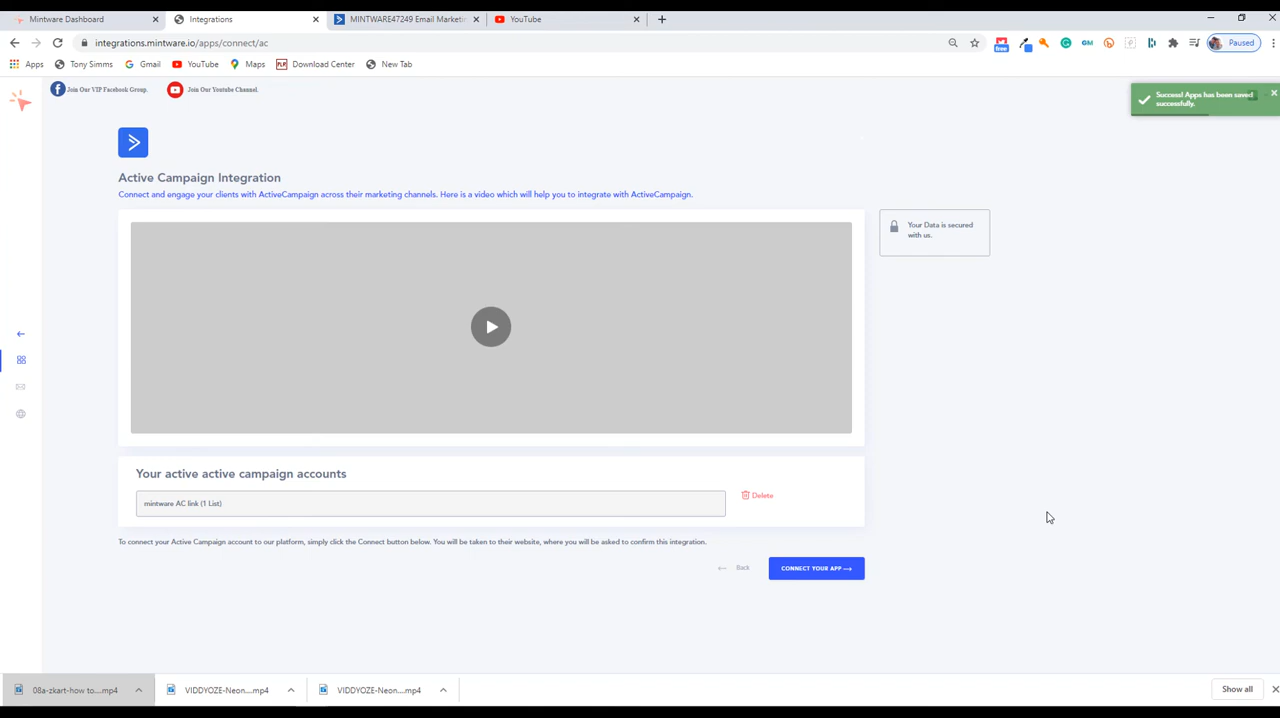 Mintware Dashboard
Integrations
MINTWARE47249 Email Marketi
YouTube
integrations.mintware.io/apps/connect/ac
free
GM
Paused
Apps
Tony Simms
Gmail
YouTube
Maps
FLP
Download Center
New Tab
Join Our VIP Facebook Group.
Join Our Youtube Channel.
Success! Apps has been saved
successfully.
Active Campaign Integration
Connect and engage your clients with ActiveCampaign across their marketing channels. Here is a video which will help you to integrate with ActiveCampaign.
Your Data is secured
with us.
Your active active campaign accounts
mintware AC link (1 List)
Delete
To connect your Active Campaign account to our platform, simply click the Connect button below. You will be taken to their website, where you will be asked to confirm this integration.
Back
CONNECT YOUR APP
08a-zkart-how to....mp4
VIDDYOZE-Neon....mp4
VIDDYOZE-Neon....mp4
Show all